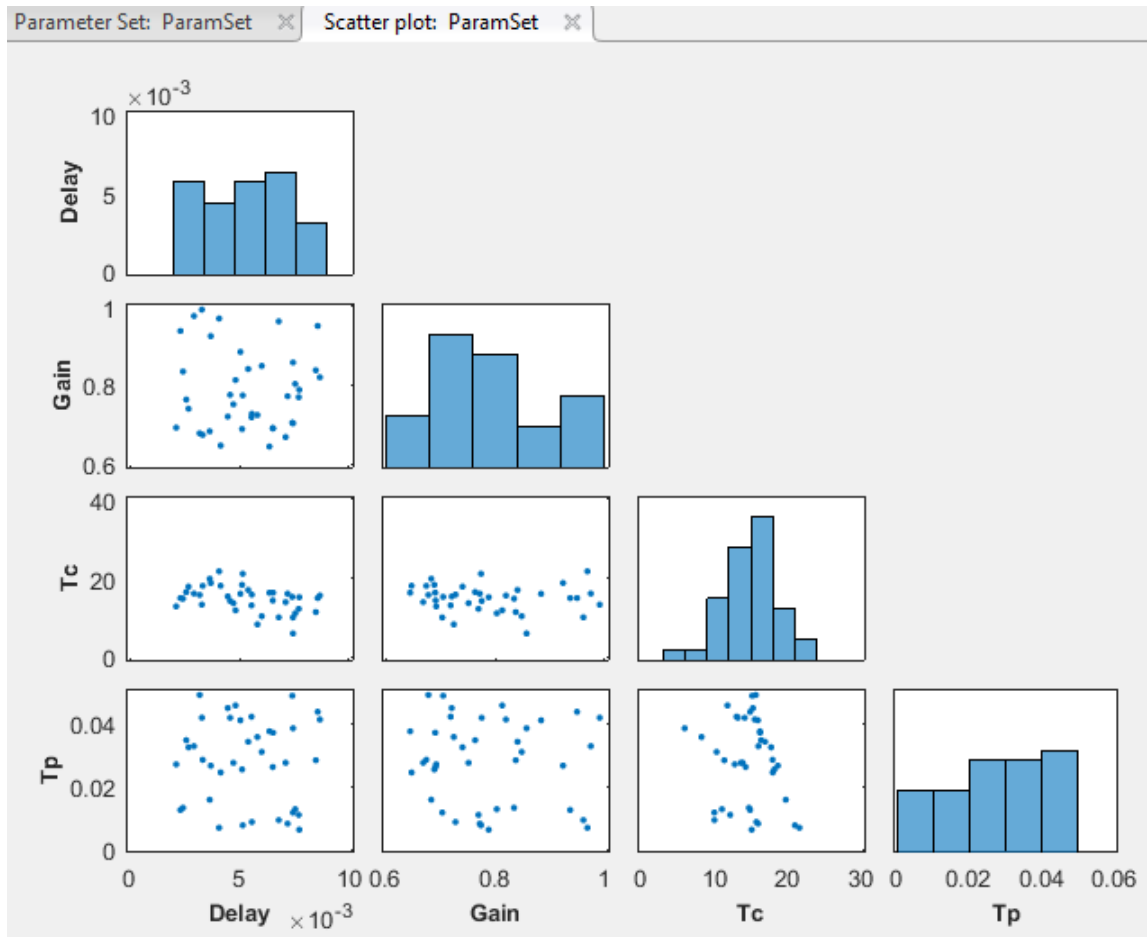 Parameter Set: ParamSet
Scatter plot: ParamSet
×10-3
10
5
0
Delay
1
0.8
0.6
Gain
40
20
0
Tc
0.04
0.02
0
Tp
0 5 10 0.6 0.8 1 0 10 20 30 0 0.02 0.04 0.06
Delay ×10-3 Gain Tc Tp